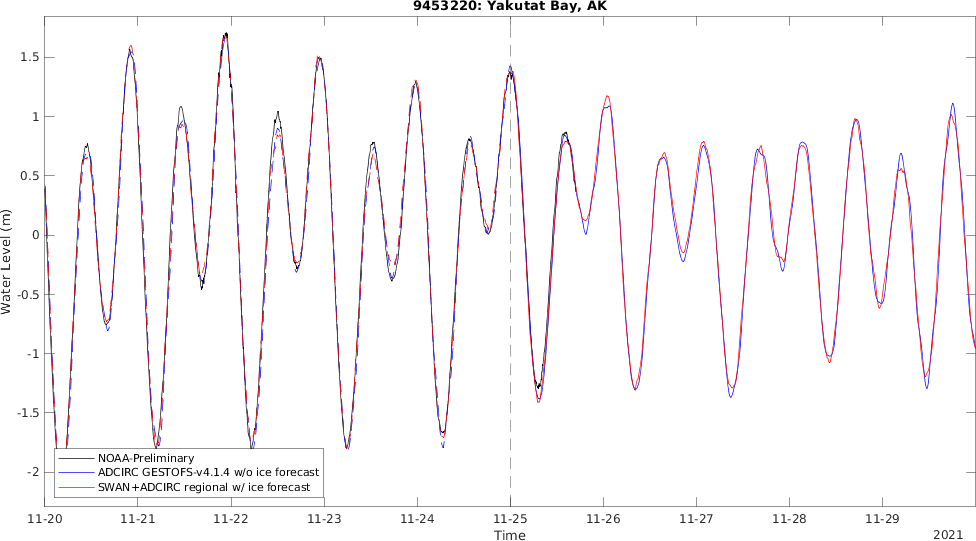 9453220: Yakutat Bay, AK
Water Level (m)
1.5
1
0.5
0
-0.5
-1
-1.5
-2
NOAA-Preliminary
ADCIRC GESTOFS-v4.1.4 w/o ice forecast
SWAN+ADCIRC regional w/ ice forecast
11-20 11-21 11-22 11-23 11-24 11-25 11-26 11-27 11-28 11-29
2021
Time